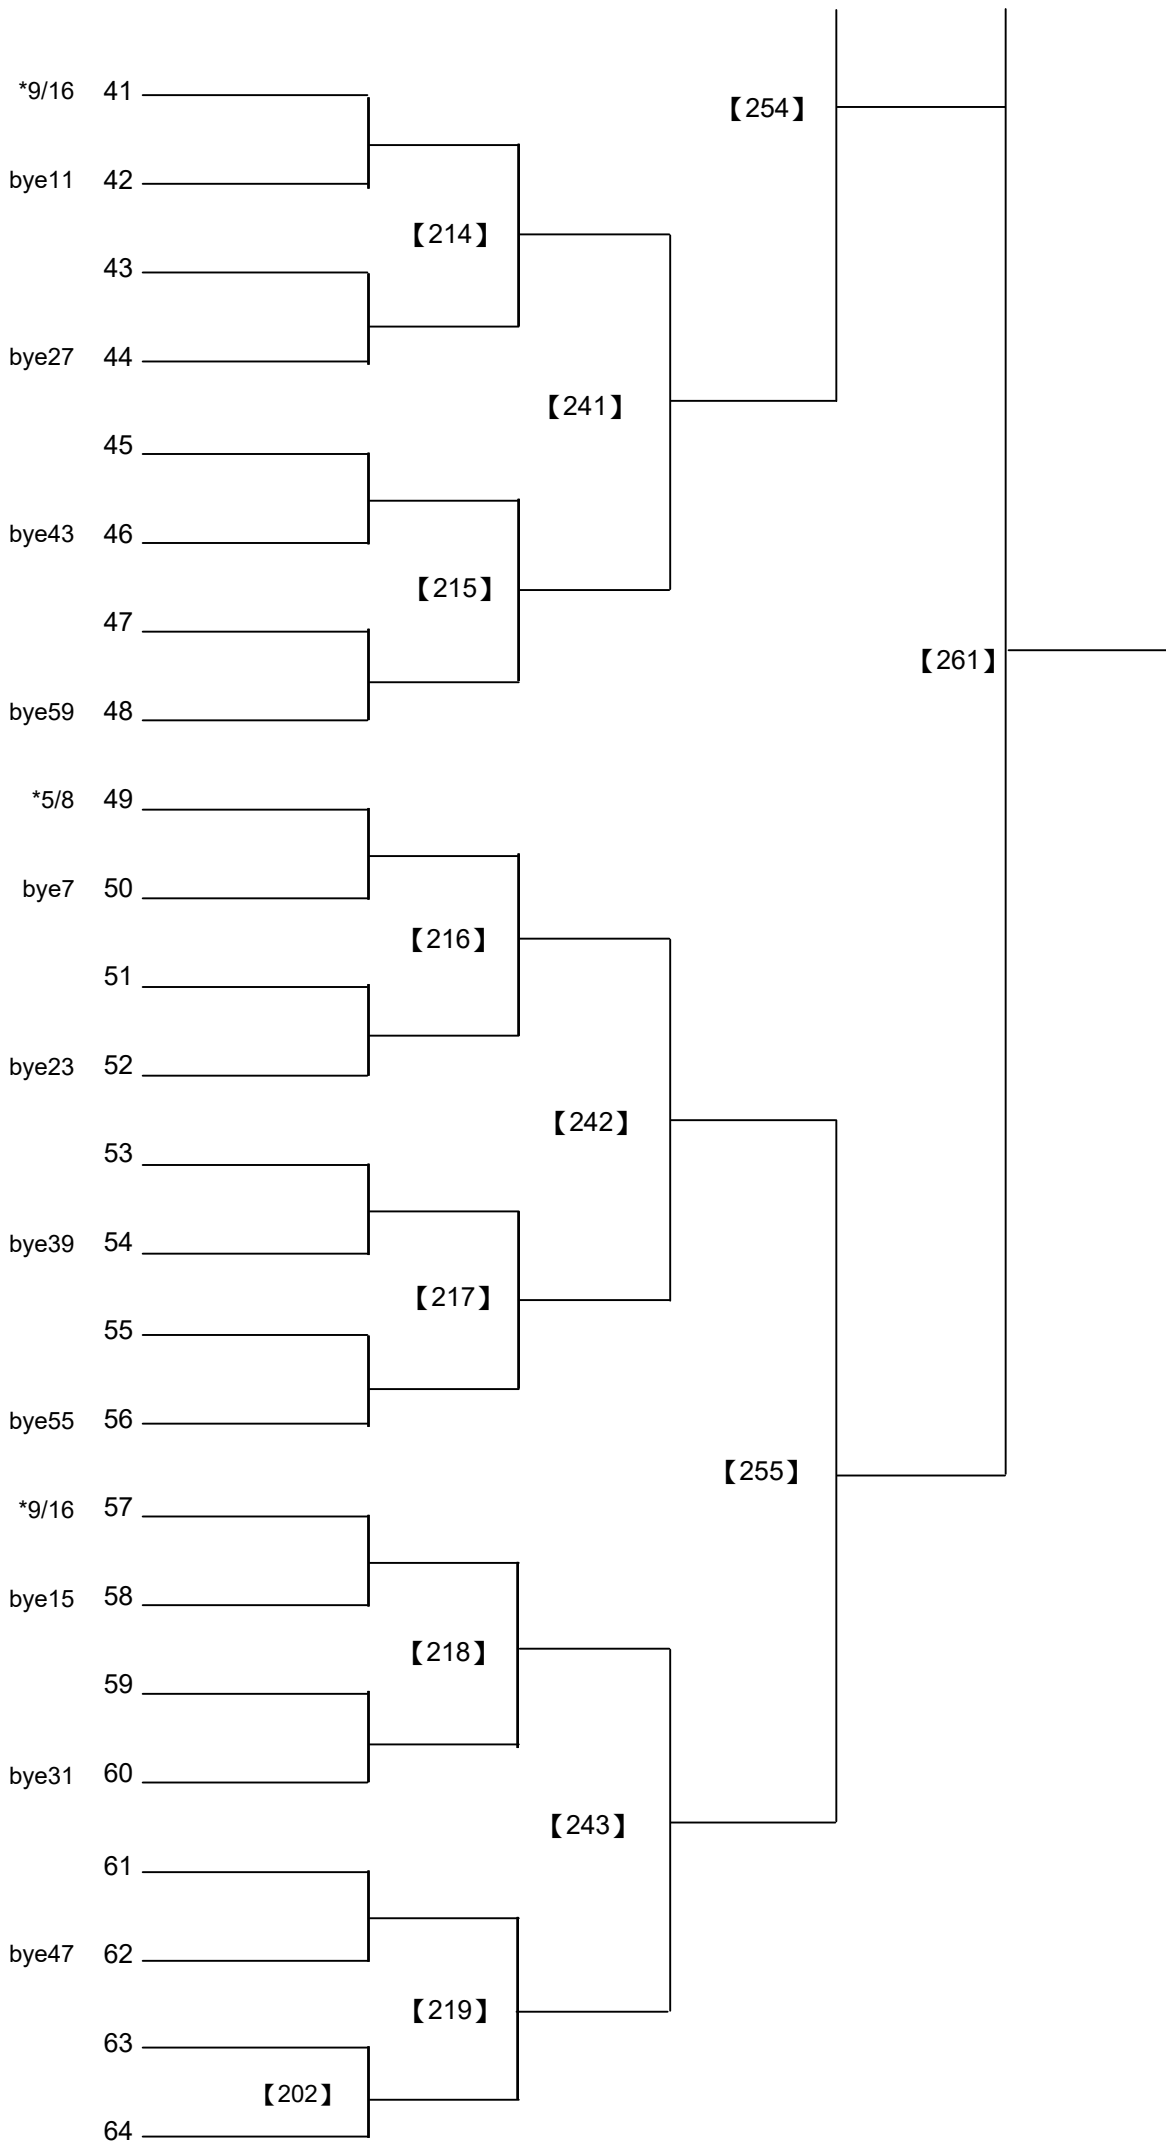 *9/16 41
【254】
bye11 42
【214】
43
bye27 44
【241】
45
bye43 46
【215】
47
【261】
bye59 48
*5/8 49
bye7 50
【216】
51
bye23 52
【242】
53
bye39 54
【217】
55
bye55 56
【255】
*9/16 57
bye15 58
【218】
59
bye31 60
【243】
61
bye47 62
【219】
63
【202】
64